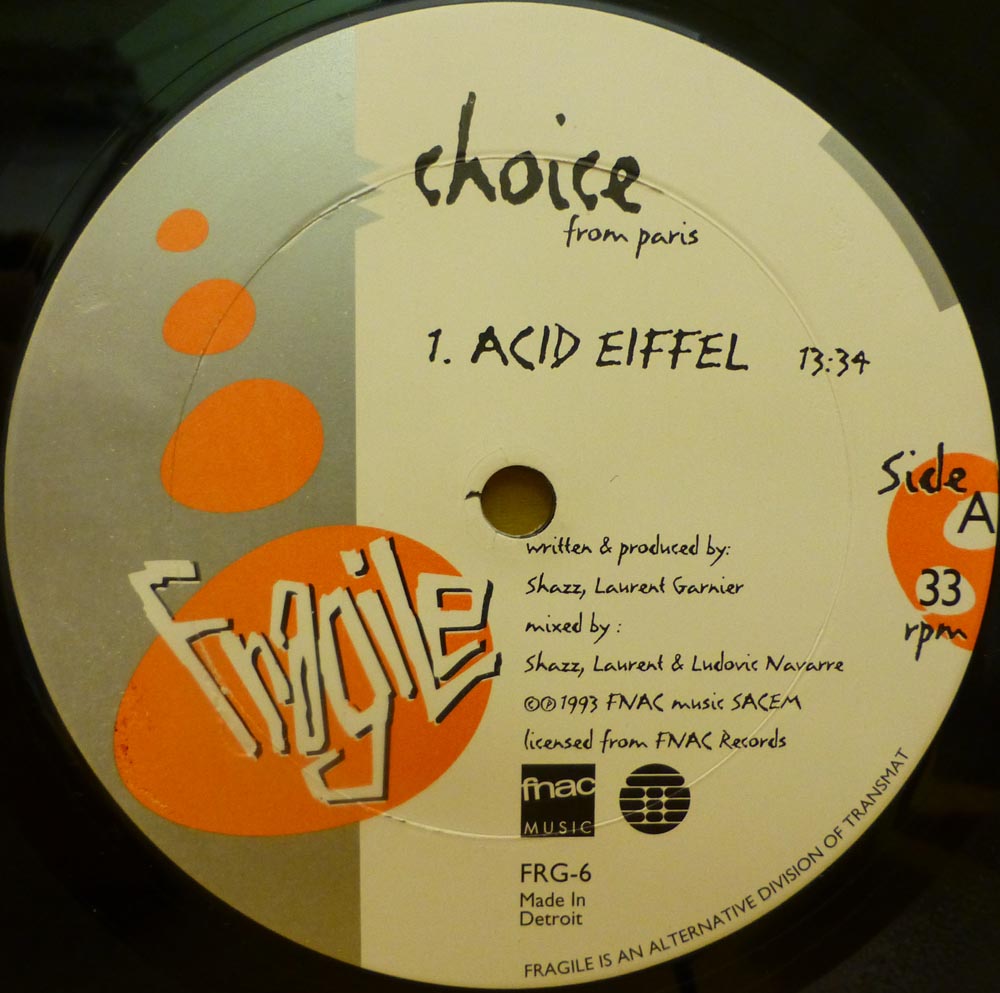 choice
from paris
1. ACID EIFFEL 13:34
Side
A
33
rpm
Fragile
written & produced by:
Shazz, Laurent Garnier
mixed by :
Shazz, Laurent & Ludovic Navarre
©℗1993 FNAC music SACEM
licensed from FNAC Records
fnac
MUSIC
FRG-6
Made In
Detroit
FRAGILE IS AN ALTERNATIVE DIVISION OF TRANSMAT